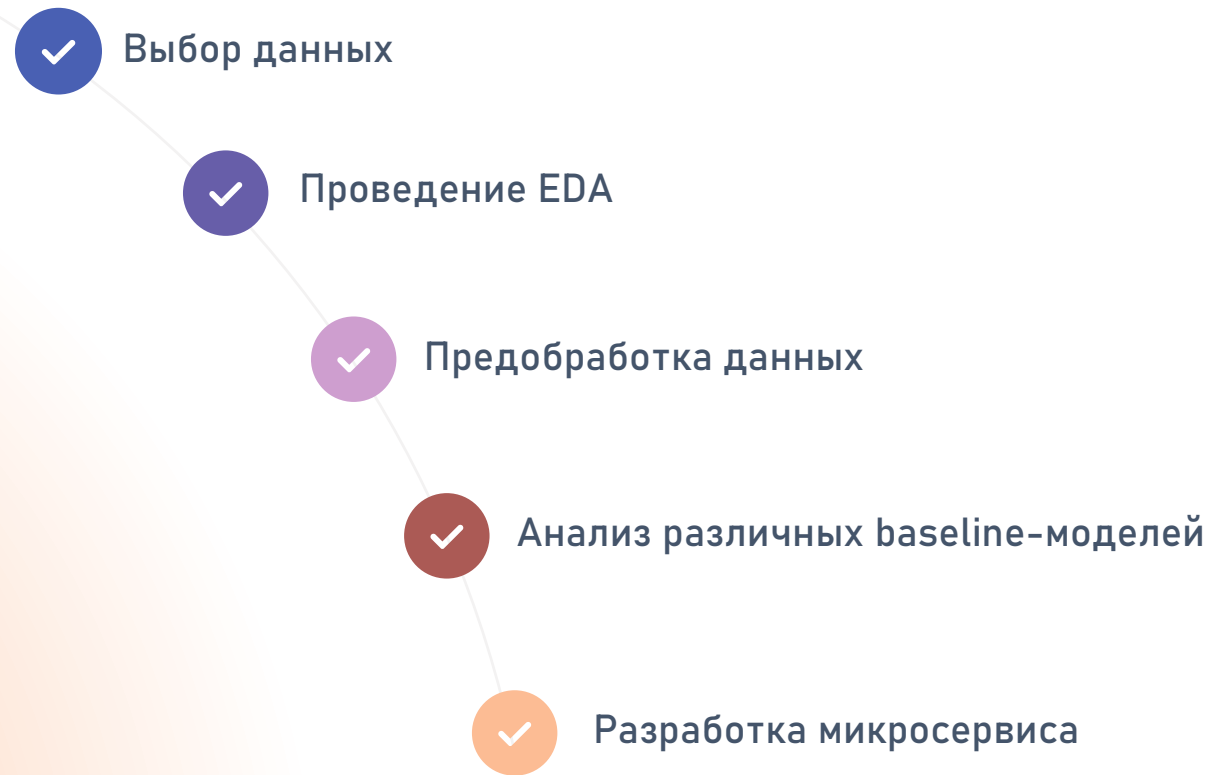 Выбор данных
Проведение EDA
Предобработка данных
Анализ различных baseline-моделей
Разработка микросервиса